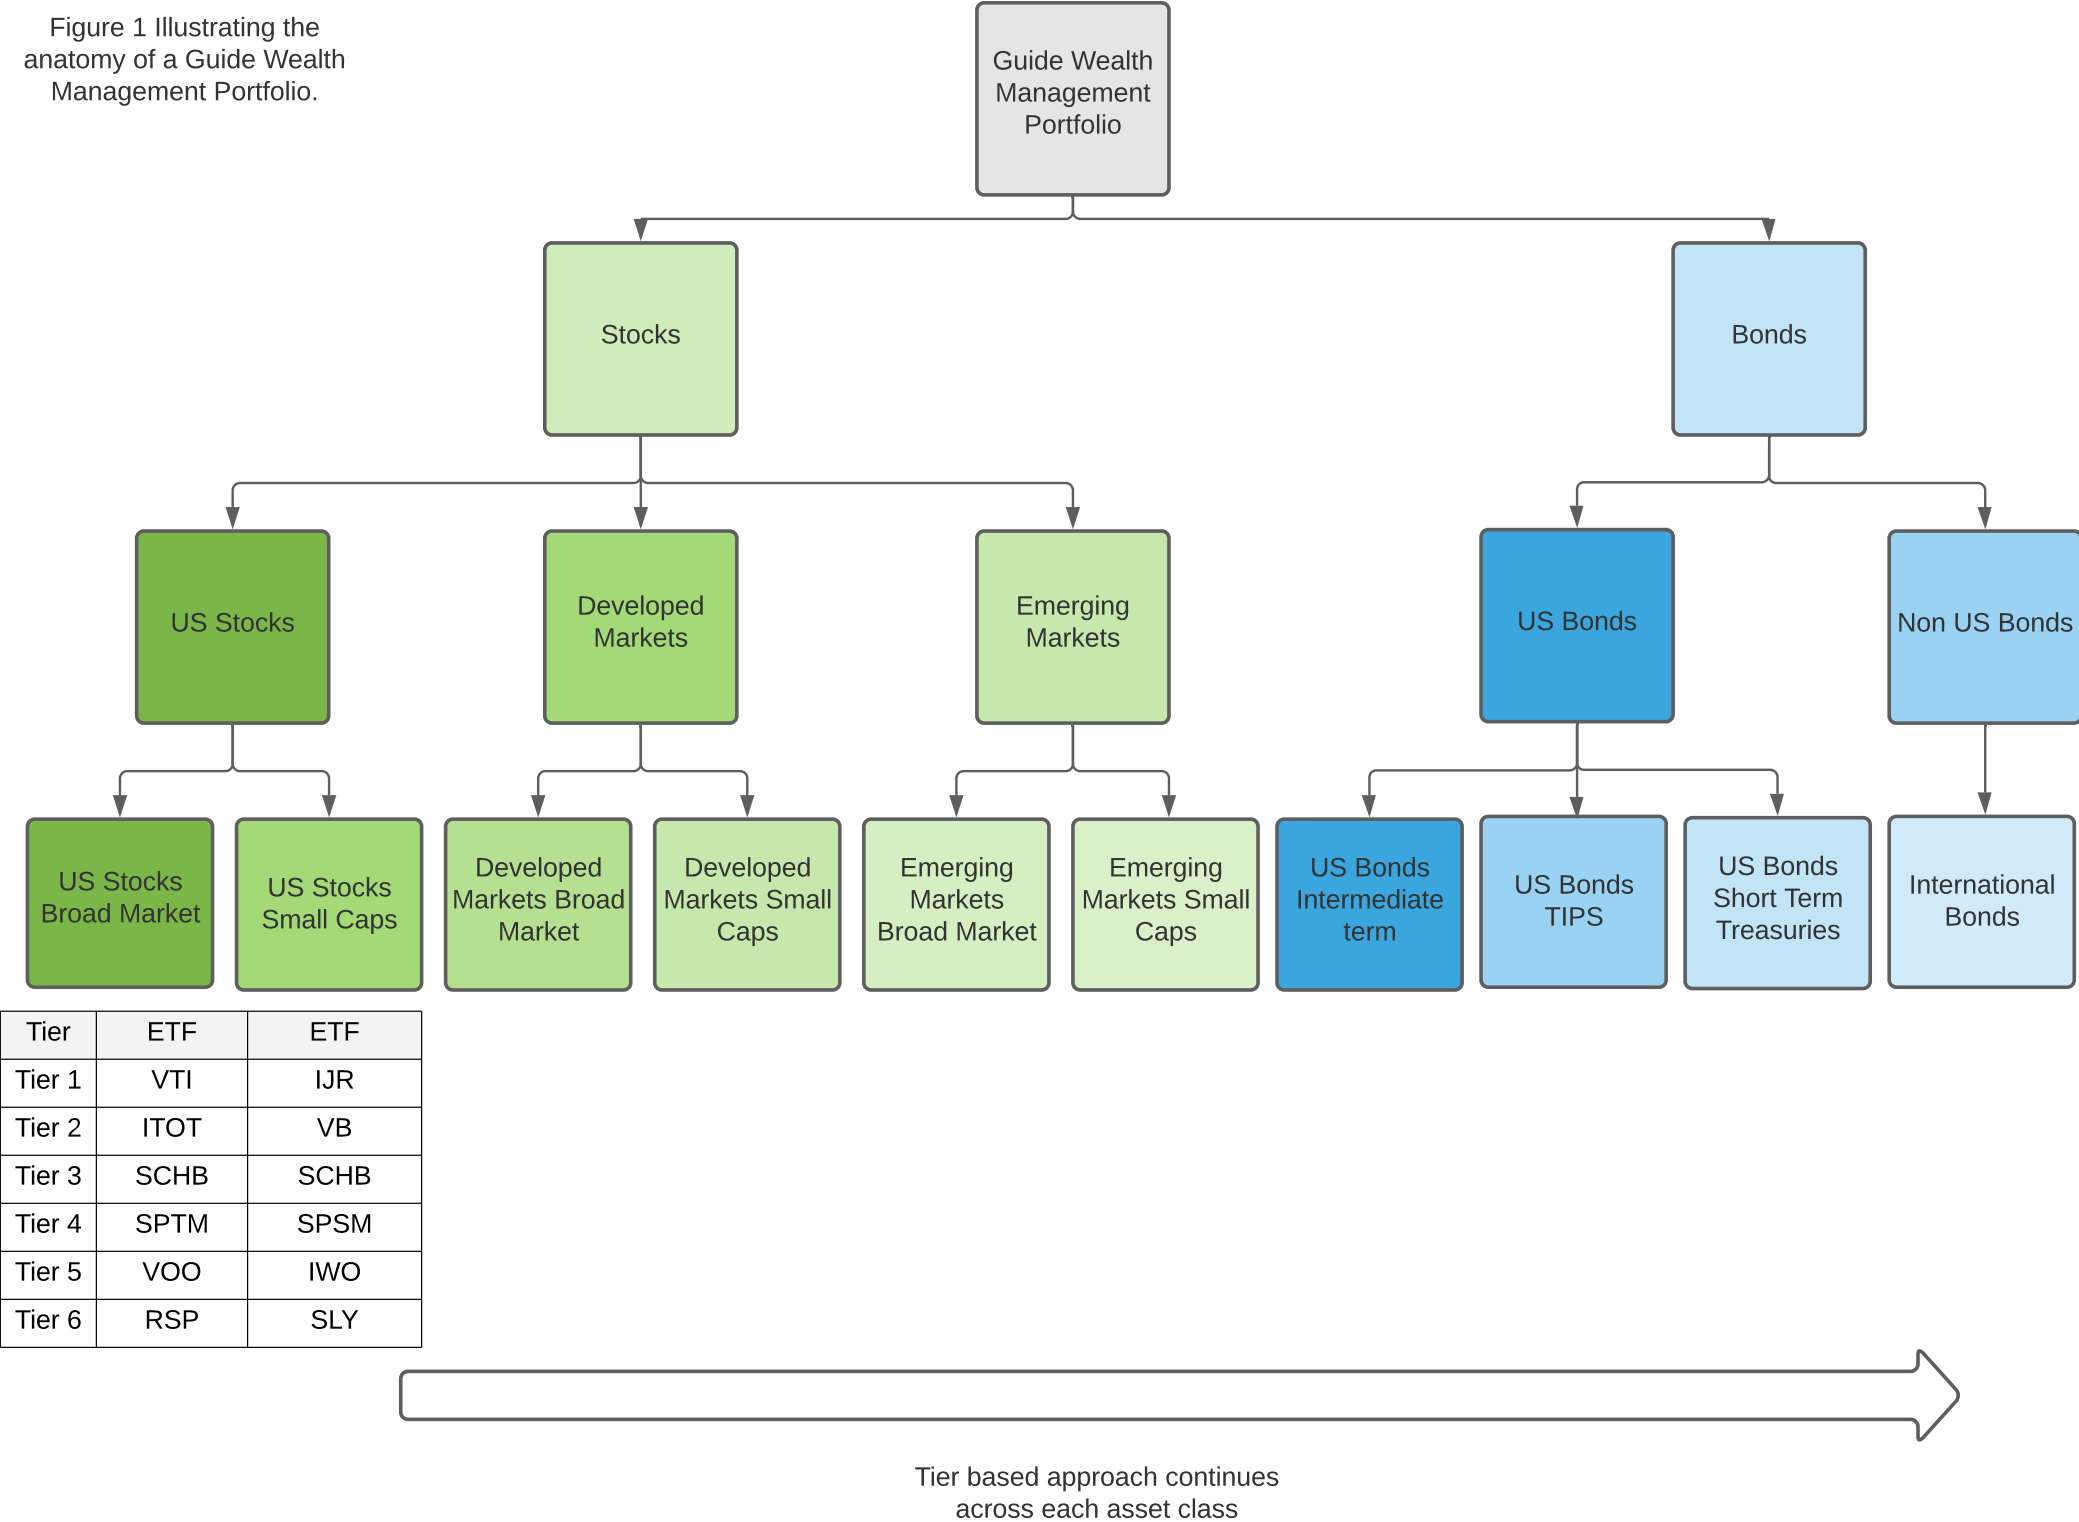 Figure 1 Illustrating the
anatomy of a Guide Wealth
Management Portfolio.
Guide Wealth
Management
Portfolio
Stocks
Bonds
US Stocks
Developed
Markets
Emerging
Markets
US Bonds
Non US Bonds
US Stocks
Broad Market
US Stocks
Small Caps
Developed
Markets Broad
Market
Developed
Markets Small
Caps
Emerging
Markets
Broad Market
Emerging
Markets Small
Caps
US Bonds
Intermediate
term
US Bonds
TIPS
US Bonds
Short Term
Treasuries
International
Bonds
Tier ETF ETF
Tier 1 VTI IJR
Tier 2 ITOT VB
Tier 3 SCHB SCHB
Tier 4 SPTM SPSM
Tier 5 VOO IWO
Tier 6 RSP SLY
Tier based approach continues
across each asset class